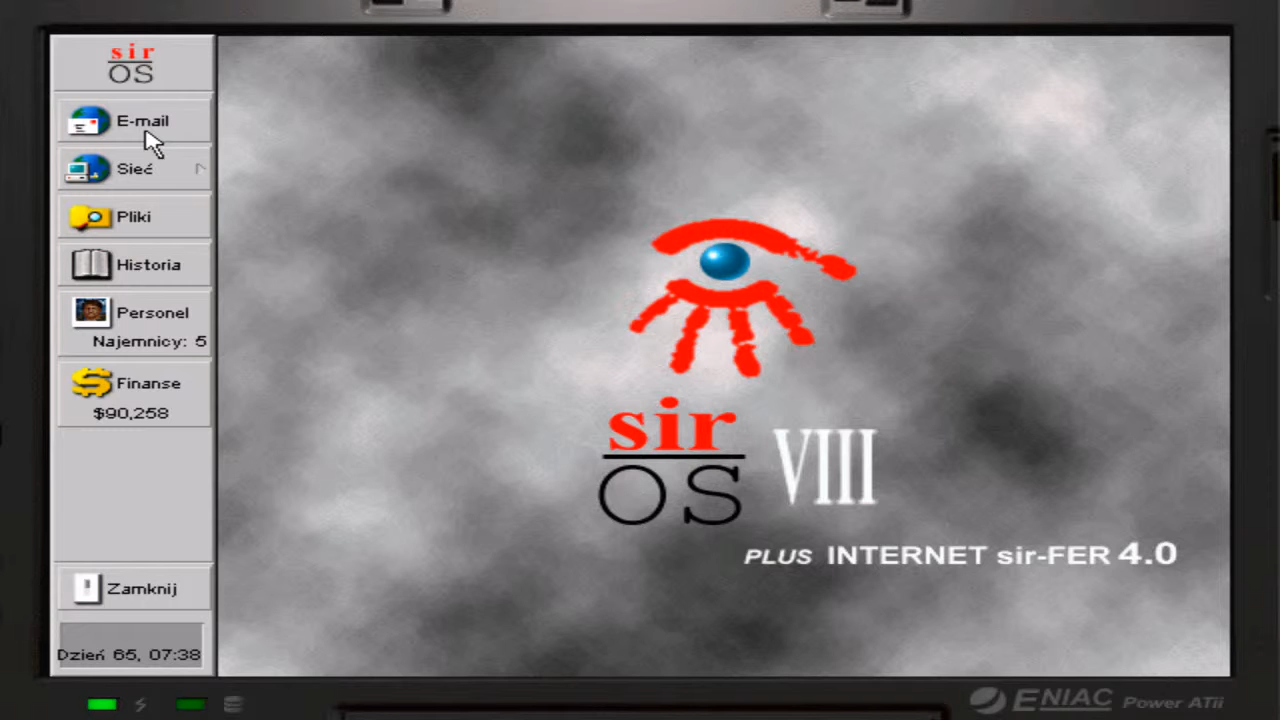 sir
OS
E-mail
Sieć
Pliki
Historia
Personel
Najemnicy: 5
Finanse
$90,258
Zamknij
Dzień 65, 07:38
sir
OS VIII
PLUS INTERNET sir-FER 4.0
ENIAC Power ATii